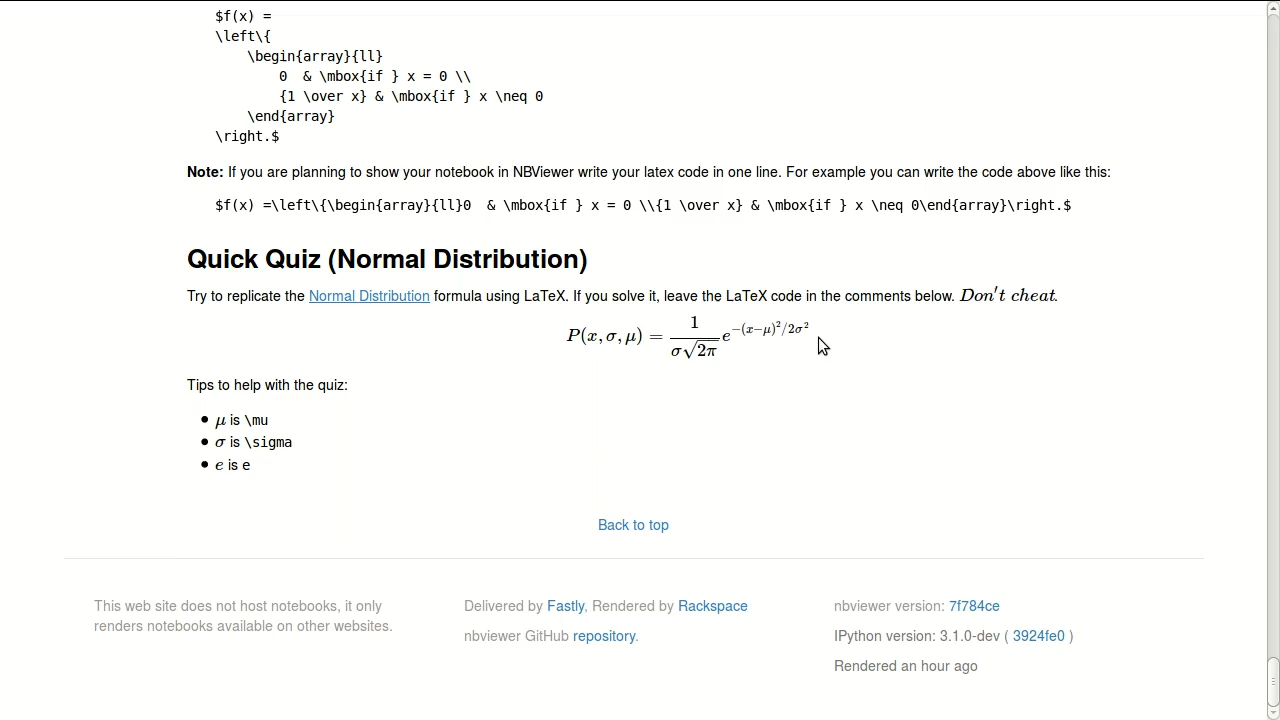 $f(x) =
\left\{
    \begin{array}{ll}
        0  & \mbox{if } x = 0 \\
        {1 \over x} & \mbox{if } x \neq 0
    \end{array}
\right.$
Note: If you are planning to show your notebook in NBViewer write your latex code in one line. For example you can write the code above like this:
$f(x) =\left\{\begin{array}{ll}0  & \mbox{if } x = 0 \\{1 \over x} & \mbox{if } x \neq 0\end{array}\right.$
Quick Quiz (Normal Distribution)
Try to replicate the Normal Distribution formula using LaTeX. If you solve it, leave the LaTeX code in the comments below. Don't cheat.
P(x, σ, μ) = 1/(σ√2π) e^{−(x−μ)²/2σ²}
Tips to help with the quiz:
• μ is \mu
• σ is \sigma
• e is e
Back to top
This web site does not host notebooks, it only
renders notebooks available on other websites.
Delivered by Fastly, Rendered by Rackspace
nbviewer GitHub repository.
nbviewer version: 7f784ce
IPython version: 3.1.0-dev ( 3924fe0 )
Rendered an hour ago